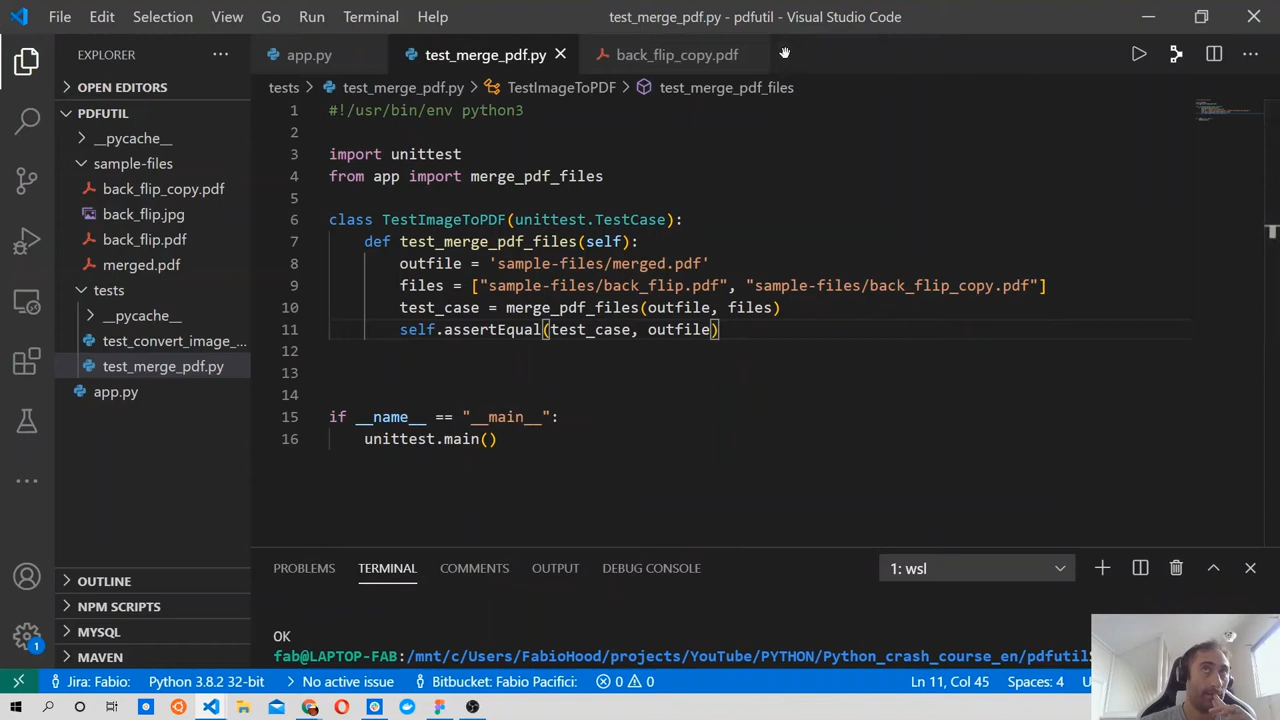 File Edit Selection View Go Run Terminal Help test_merge_pdf.py - pdfutil - Visual Studio Code
EXPLORER ··· app.py test_merge_pdf.py back_flip_copy.pdf
OPEN EDITORS
tests > test_merge_pdf.py > TestImageToPDF > test_merge_pdf_files
PDFUTIL
__pycache__
sample-files
back_flip_copy.pdf
back_flip.jpg
back_flip.pdf
merged.pdf
tests
__pycache__
test_convert_image_...
test_merge_pdf.py
app.py
OUTLINE
NPM SCRIPTS
MYSQL
MAVEN
1 #!/usr/bin/env python3
2
3 import unittest
4 from app import merge_pdf_files
5
6 class TestImageToPDF(unittest.TestCase):
7 def test_merge_pdf_files(self):
8 outfile = 'sample-files/merged.pdf'
9 files = ["sample-files/back_flip.pdf", "sample-files/back_flip_copy.pdf"]
10 test_case = merge_pdf_files(outfile, files)
11 self.assertEqual(test_case, outfile)
12
13
14
15 if __name__ == "__main__":
16 unittest.main()
PROBLEMS TERMINAL COMMENTS OUTPUT DEBUG CONSOLE 1: wsl
OK
fab@LAPTOP-FAB:/mnt/c/Users/FabioHood/projects/YouTube/PYTHON/Python_crash_course_en/pdfutil
1
Jira: Fabio: Python 3.8.2 32-bit No active issue Bitbucket: Fabio Pacifici: 0 0 Ln 11, Col 45 Spaces: 4